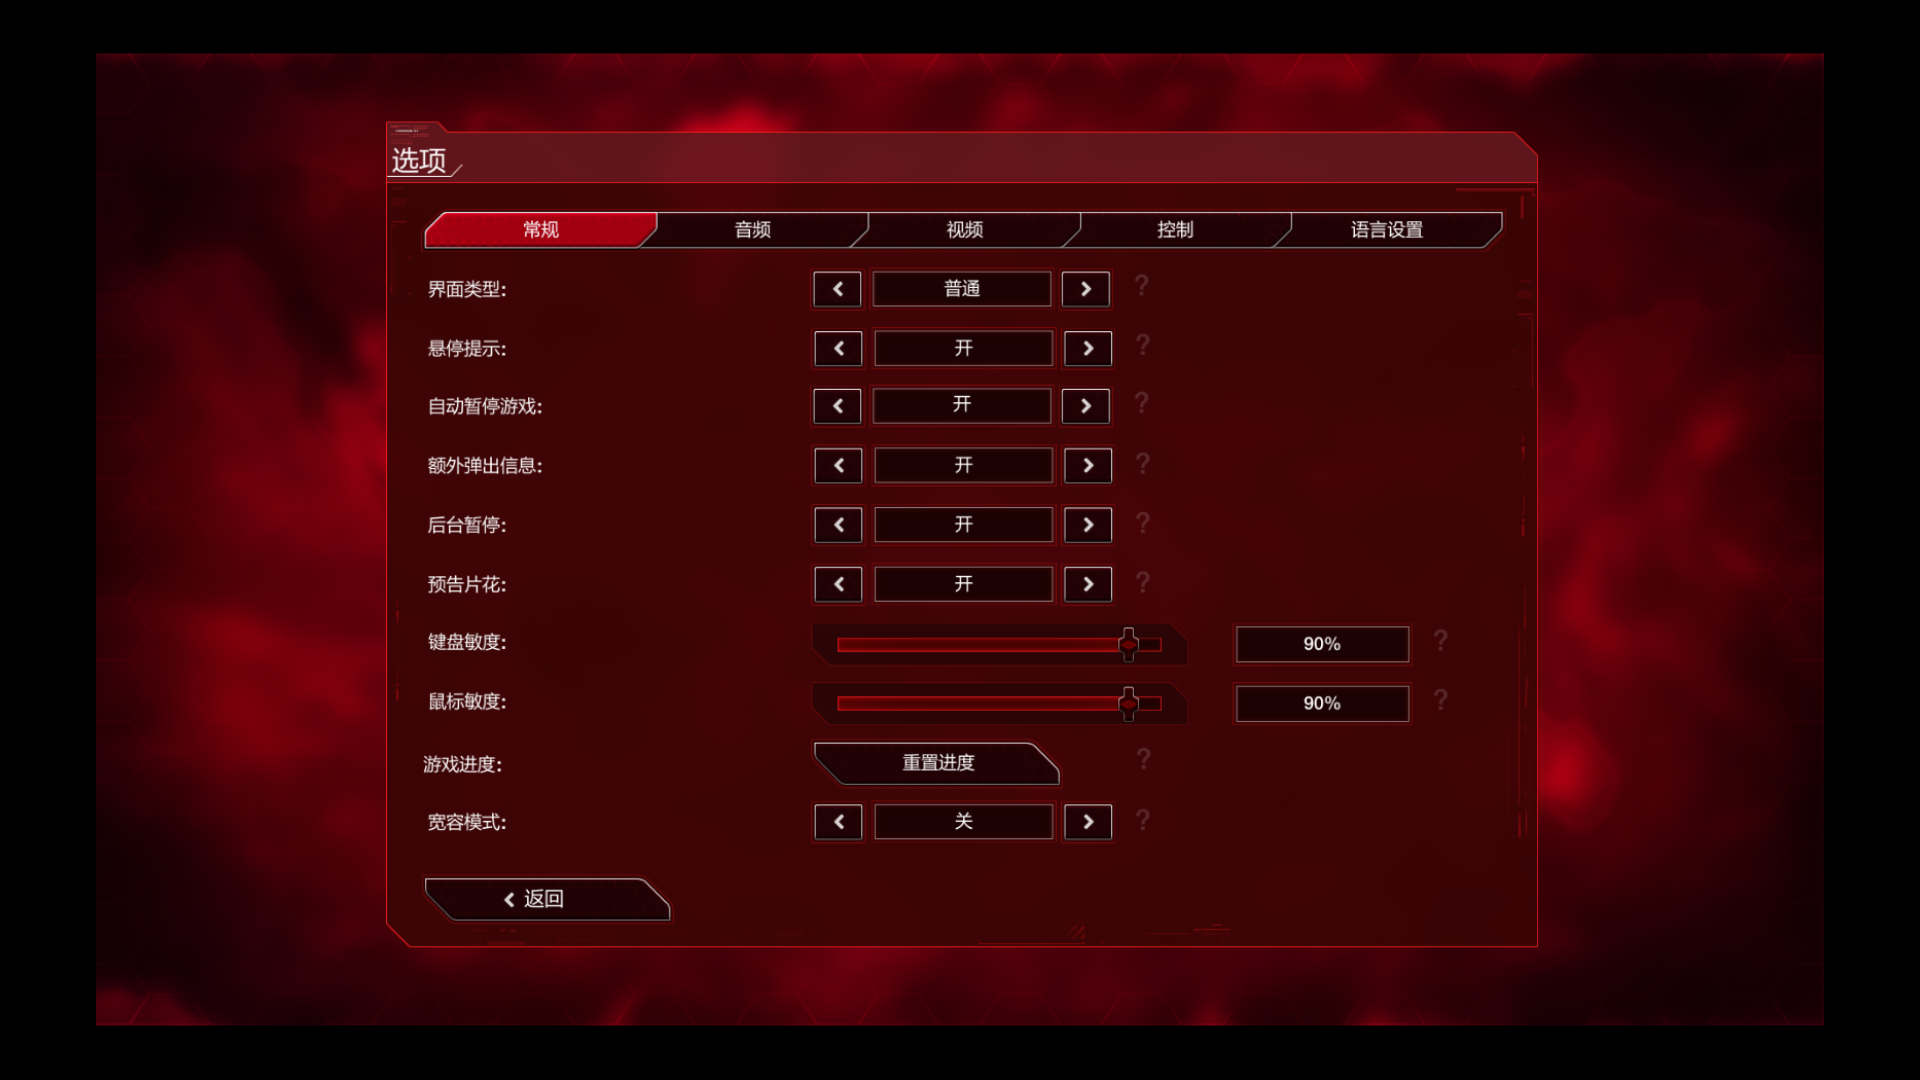 选项
常规 音频 视频 控制 语言设置
界面类型: 普通 ?
悬停提示: 开 ?
自动暂停游戏: 开 ?
额外弹出信息: 开 ?
后台暂停: 开 ?
预告片花: 开 ?
键盘敏度: 90% ?
鼠标敏度: 90% ?
游戏进度: 重置进度 ?
宽容模式: 关 ?
返回